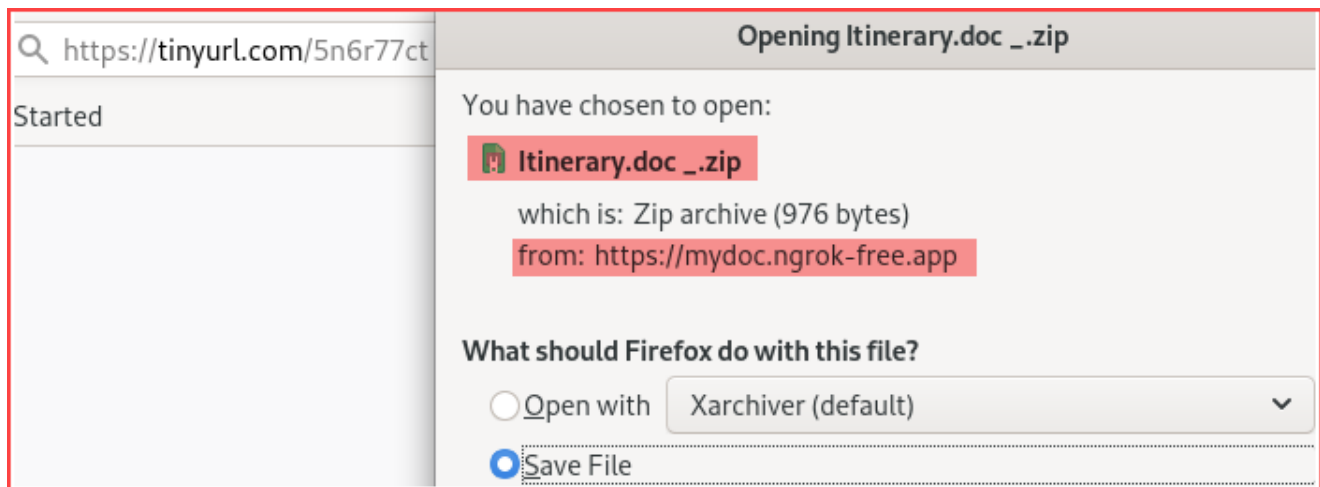 https://tinyurl.com/5n6r77ct
Started
Opening Itinerary.doc _.zip
You have chosen to open:
Itinerary.doc _.zip
which is: Zip archive (976 bytes)
from: https://mydoc.ngrok-free.app
What should Firefox do with this file?
Open with Xarchiver (default)
Save File